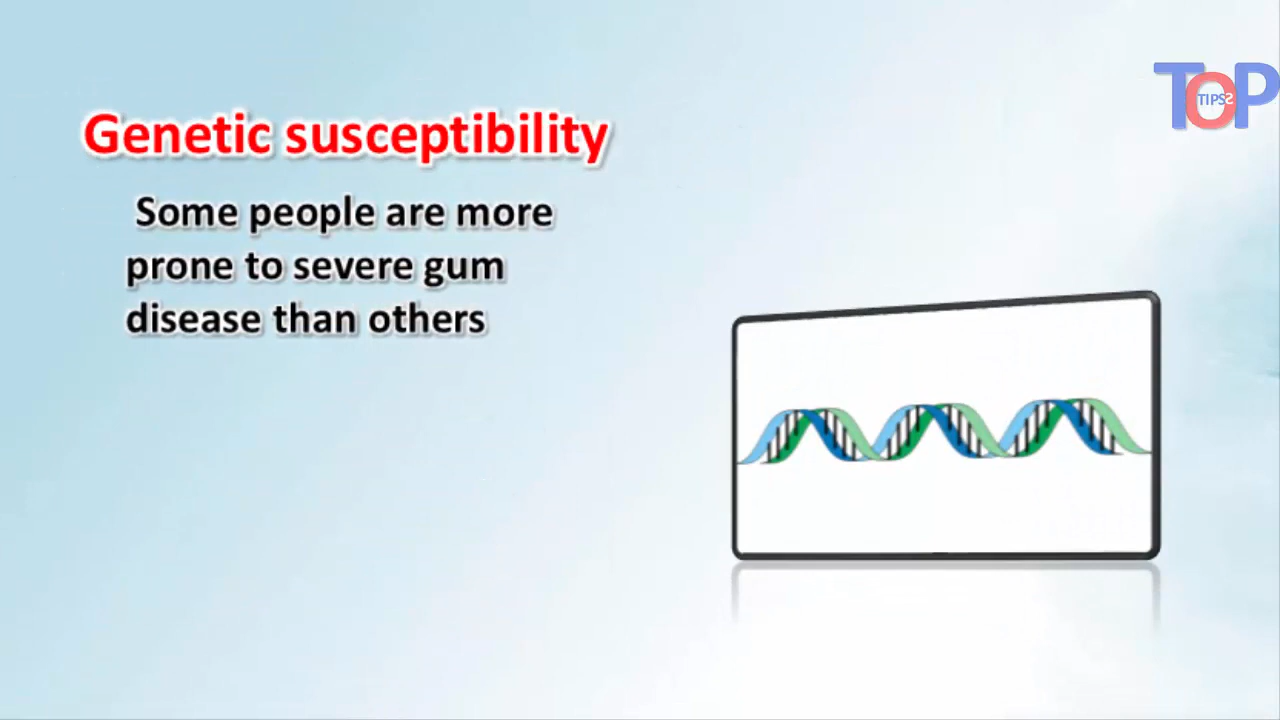 TOP
TIPS
Genetic susceptibility
Some people are more
prone to severe gum
disease than others